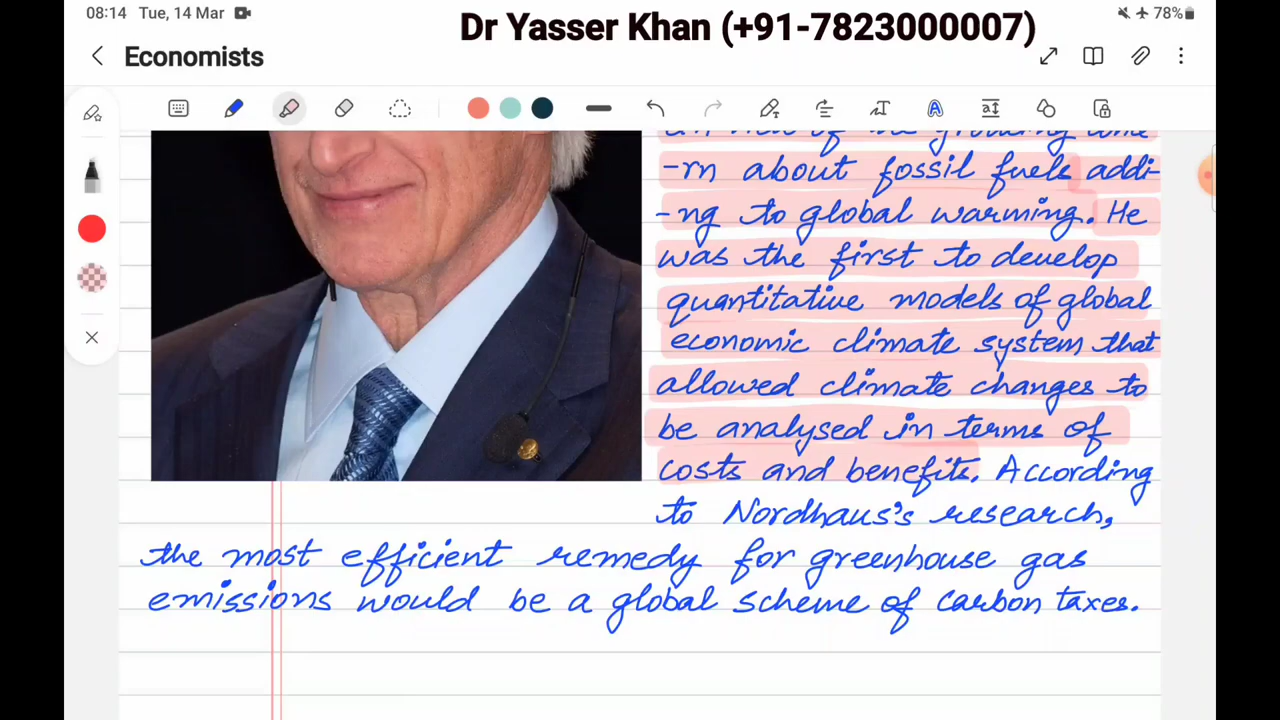 08:14 Tue, 14 Mar
Dr Yasser Khan (+91-7823000007)
78%
Economists
-rn about fossil fuels addi-
-ng to global warming. He
was the first to develop
quantitative models of global
economic climate system that
allowed climate changes to
be analysed in terms of
costs and benefits. According
to Nordhaus's research,
the most efficient remedy for greenhouse gas
emissions would be a global scheme of carbon taxes.